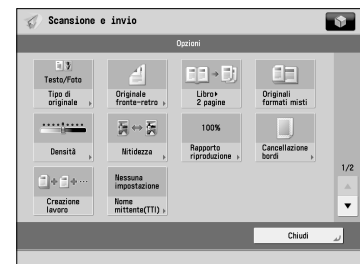 Scansione e invio
Opzioni
Testo/Foto
Tipo di
originale
Originale
fronte-retro
Libro
2 pagine
Originali
formati misti
Densità
Nitidezza
100%
Rapporto
riproduzione
Cancellazione
bordi
1/2
Creazione
lavoro
Nessuna
impostazione
Nome
mittente(TTI)
Chiudi